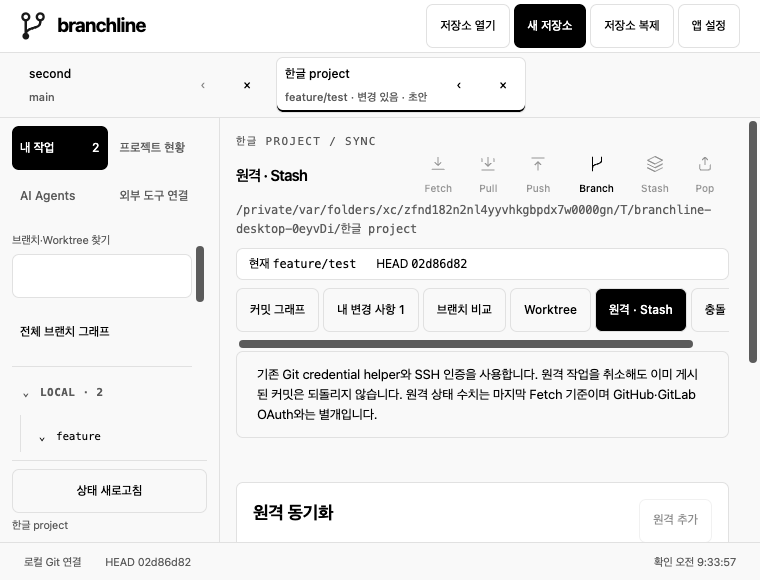 branchline
저장소 열기
새 저장소
저장소 복제
앱 설정
second
main
한글 project
feature/test · 변경 있음 · 초안
내 작업 2
프로젝트 현황
AI Agents
외부 도구 연결
브랜치·Worktree 찾기
전체 브랜치 그래프
LOCAL · 2
feature
상태 새로고침
한글 project
한글 PROJECT / SYNC
원격 · Stash
Fetch
Pull
Push
Branch
Stash
Pop
/private/var/folders/xc/zfnd182n2nl4yyvhkgbpdx7w0000gn/T/branchline-
desktop-0eyvDi/한글 project
현재 feature/test HEAD 02d86d82
커밋 그래프
내 변경 사항 1
브랜치 비교
Worktree
원격 · Stash
충돌
기존 Git credential helper와 SSH 인증을 사용합니다. 원격 작업을 취소해도 이미 게시
된 커밋은 되돌리지 않습니다. 원격 상태 수치는 마지막 Fetch 기준이며 GitHub·GitLab
OAuth와는 별개입니다.
원격 동기화
원격 추가
로컬 Git 연결
HEAD 02d86d82
확인 오전 9:33:57